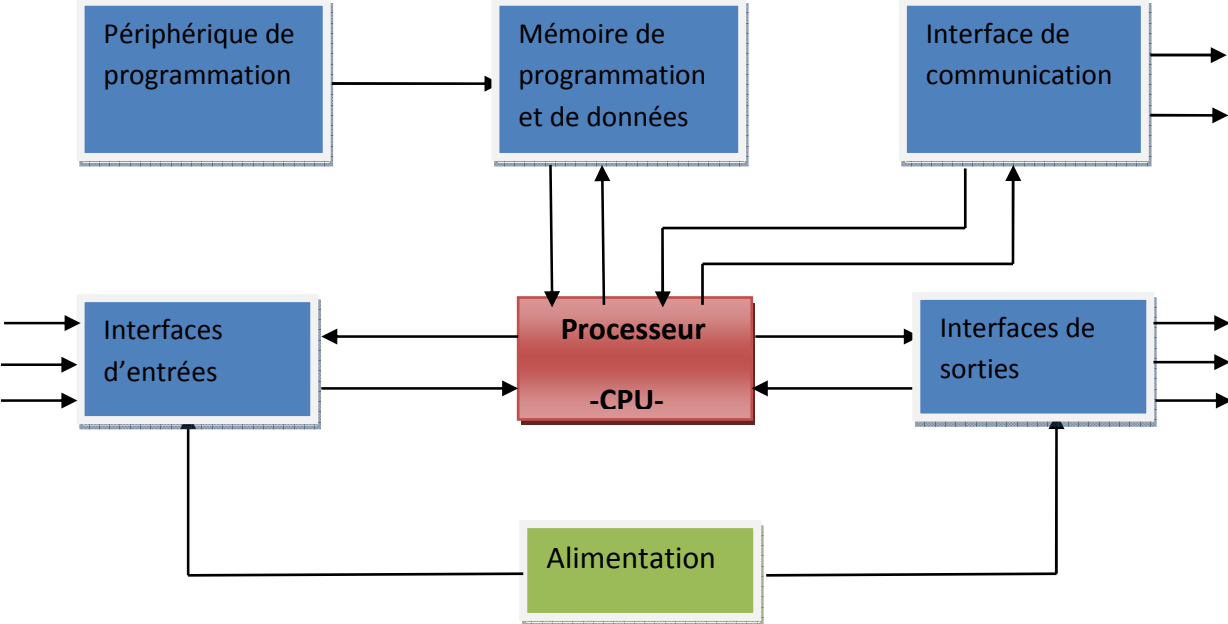 Périphérique de
programmation
Mémoire de
programmation
et de données
Interface de
communication
Interfaces
d’entrées
Processeur
-CPU-
Interfaces de
sorties
Alimentation